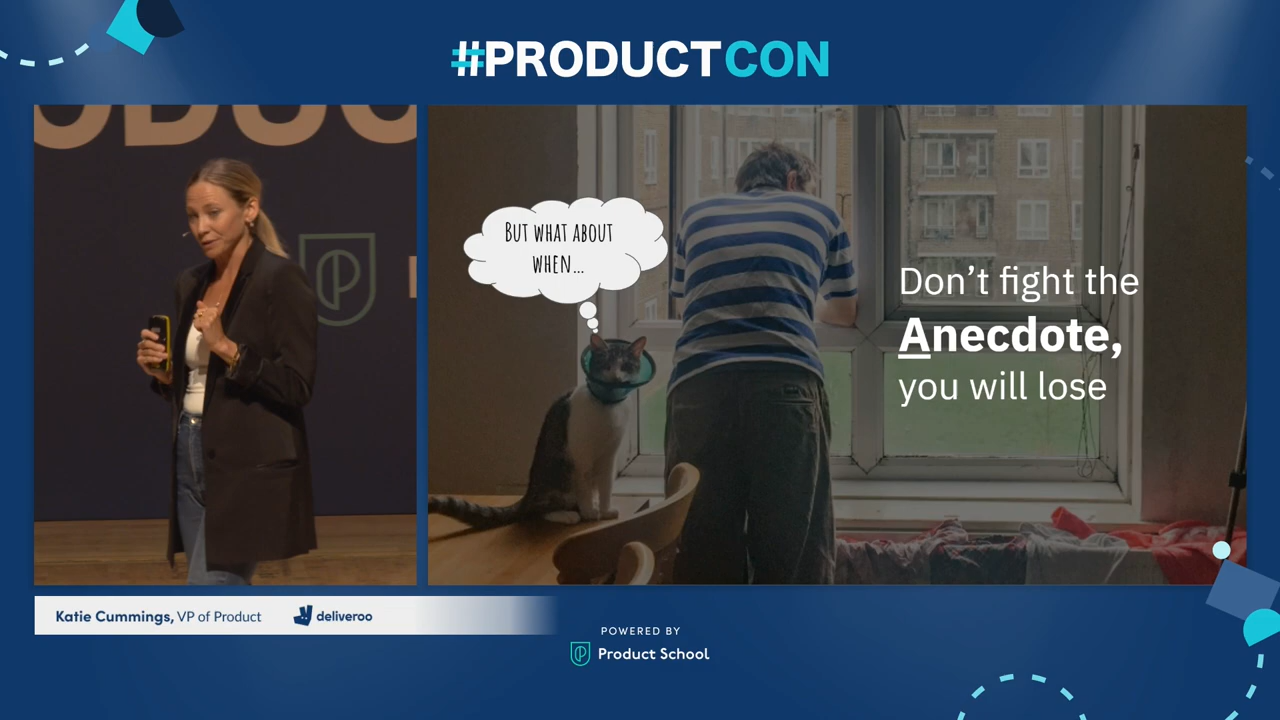 #PRODUCTCON
BUT WHAT ABOUT
WHEN...
Don’t fight the
Anecdote,
you will lose
Katie Cummings, VP of Product
deliveroo
POWERED BY
Product School